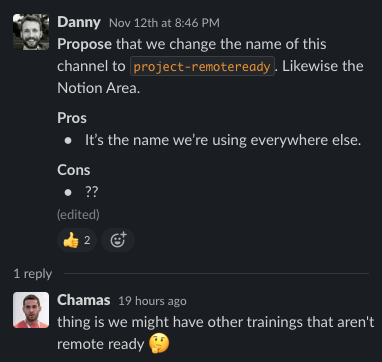 Danny Nov 12th at 8:46 PM
Propose that we change the name of this
channel to project-remoteready. Likewise the
Notion Area.
Pros
• It’s the name we’re using everywhere else.
Cons
• ??
(edited)
👍 2
1 reply
Chamas 19 hours ago
thing is we might have other trainings that aren't
remote ready 🤔